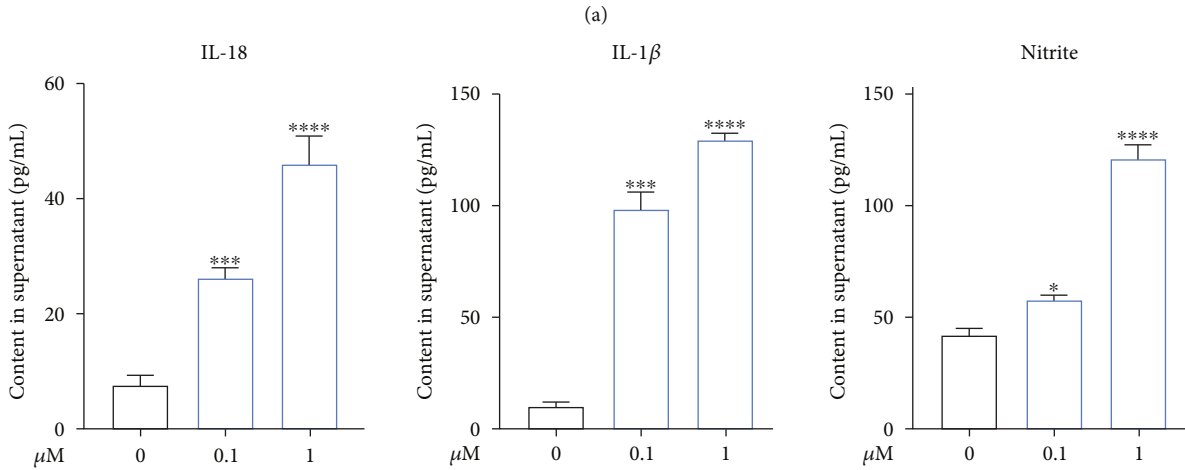 (a)
IL-18
Content in supernatant (pg/mL)
60
40
20
0
***
****
μM
0
0.1
1
IL-1β
Content in supernatant (pg/mL)
150
100
50
0
***
****
μM
0
0.1
1
Nitrite
Content in supernatant (pg/mL)
150
100
50
0
*
****
μM
0
0.1
1